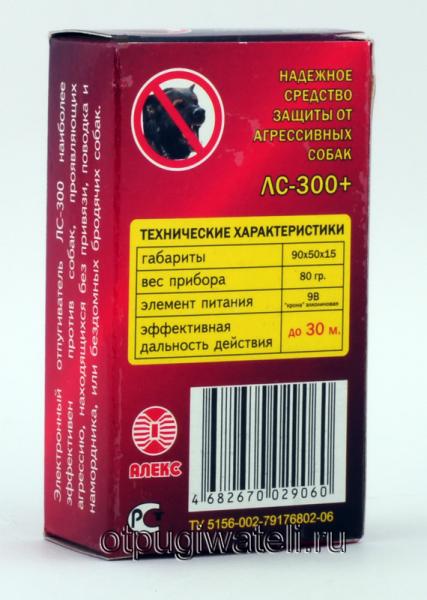 НАДЕЖНОЕ
СРЕДСТВО
ЗАЩИТЫ ОТ
АГРЕССИВНЫХ
СОБАК
ЛС-300+
ТЕХНИЧЕСКИЕ ХАРАКТЕРИСТИКИ
габариты 90х50х15
вес прибора 80 гр.
элемент питания 9В
"крона" алкалиновая
эффективная
дальность действия до 30 м.
АЛЕКС
4 682670 029060
РСТ
ТУ 5156-002-79176802-06
Электронный отпугиватель ЛС-300 наиболее
эффективен против собак, проявляющих
агрессию, находящихся без привязи, поводка и
намордника, или бездомных бродячих собак.
otpugiwateli.ru